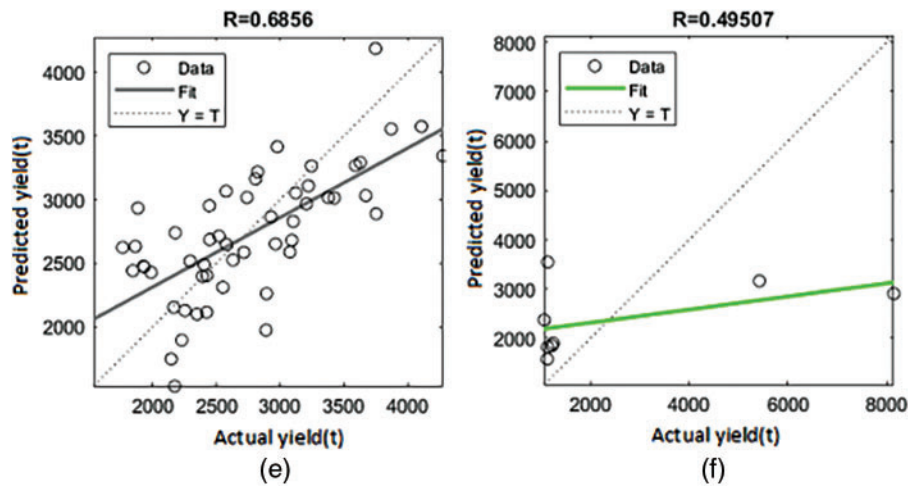 R=0.6856
Data
Fit
Y = T
4000
3500
3000
2500
2000
Predicted yield(t)
2000 2500 3000 3500 4000
Actual yield(t)
(e)
R=0.49507
Data
Fit
Y = T
8000
7000
6000
5000
4000
3000
2000
Predicted yield(t)
2000 4000 6000 8000
Actual yield(t)
(f)